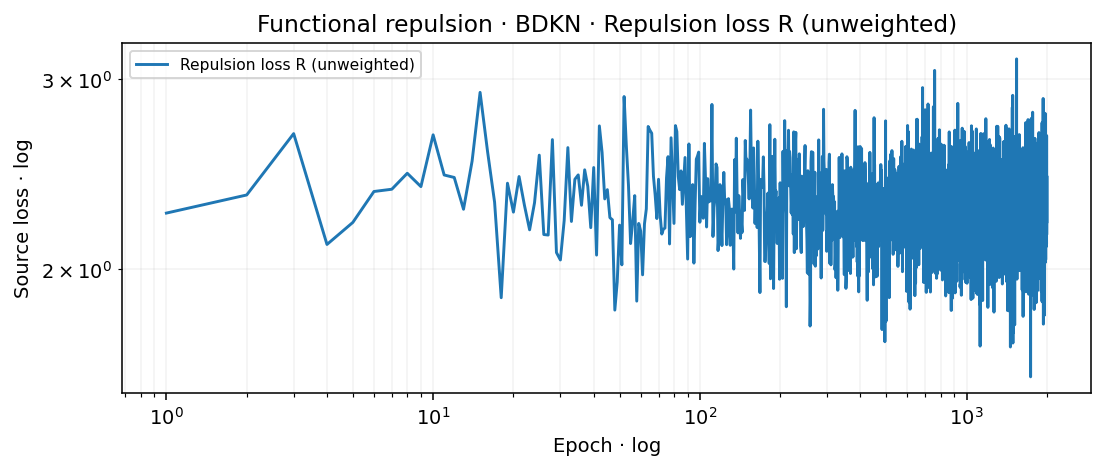 Functional repulsion · BDKN · Repulsion loss R (unweighted)
Repulsion loss R (unweighted)
Source loss · log
3 × 10⁰
2 × 10⁰
10⁰ 10¹ 10² 10³
Epoch · log